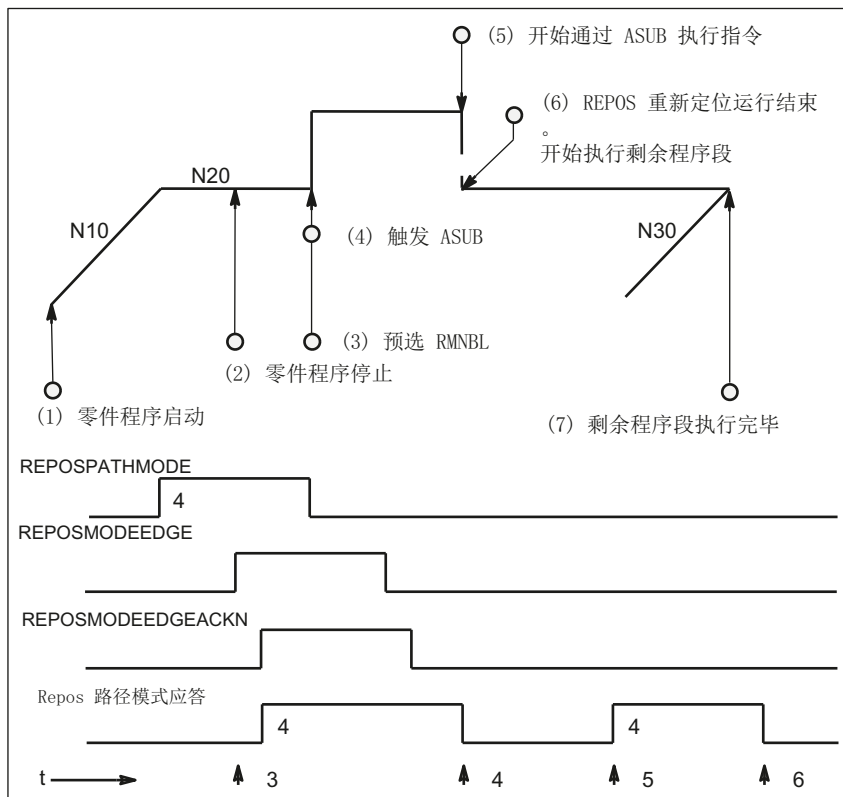 (5) 开始通过 ASUB 执行指令
(6) REPOS 重新定位运行结束
。
开始执行剩余程序段
N20
N10
N30
(4) 触发 ASUB
(3) 预选 RMNBL
(2) 零件程序停止
(1) 零件程序启动
(7) 剩余程序段执行完毕
REPOSPATHMODE
4
REPOSMODEEDGE
REPOSMODEEDGEACKN
Repos 路径模式应答
4
4
t
3
4
5
6